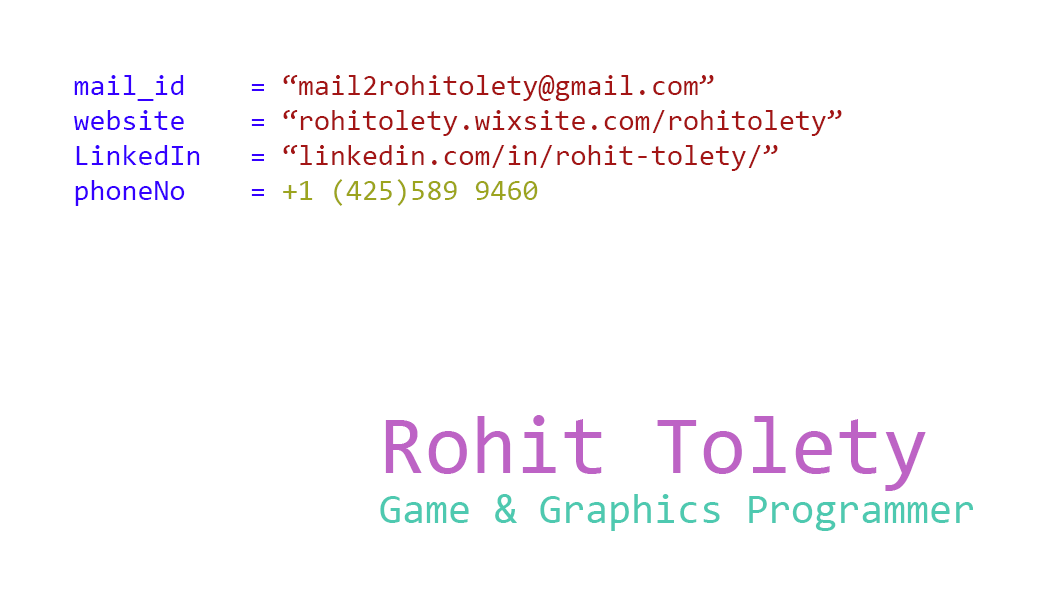 mail_id = “mail2rohitolety@gmail.com”
website = “rohitolety.wixsite.com/rohitolety”
LinkedIn = “linkedin.com/in/rohit-tolety/”
phoneNo = +1 (425)589 9460
Rohit Tolety
Game & Graphics Programmer